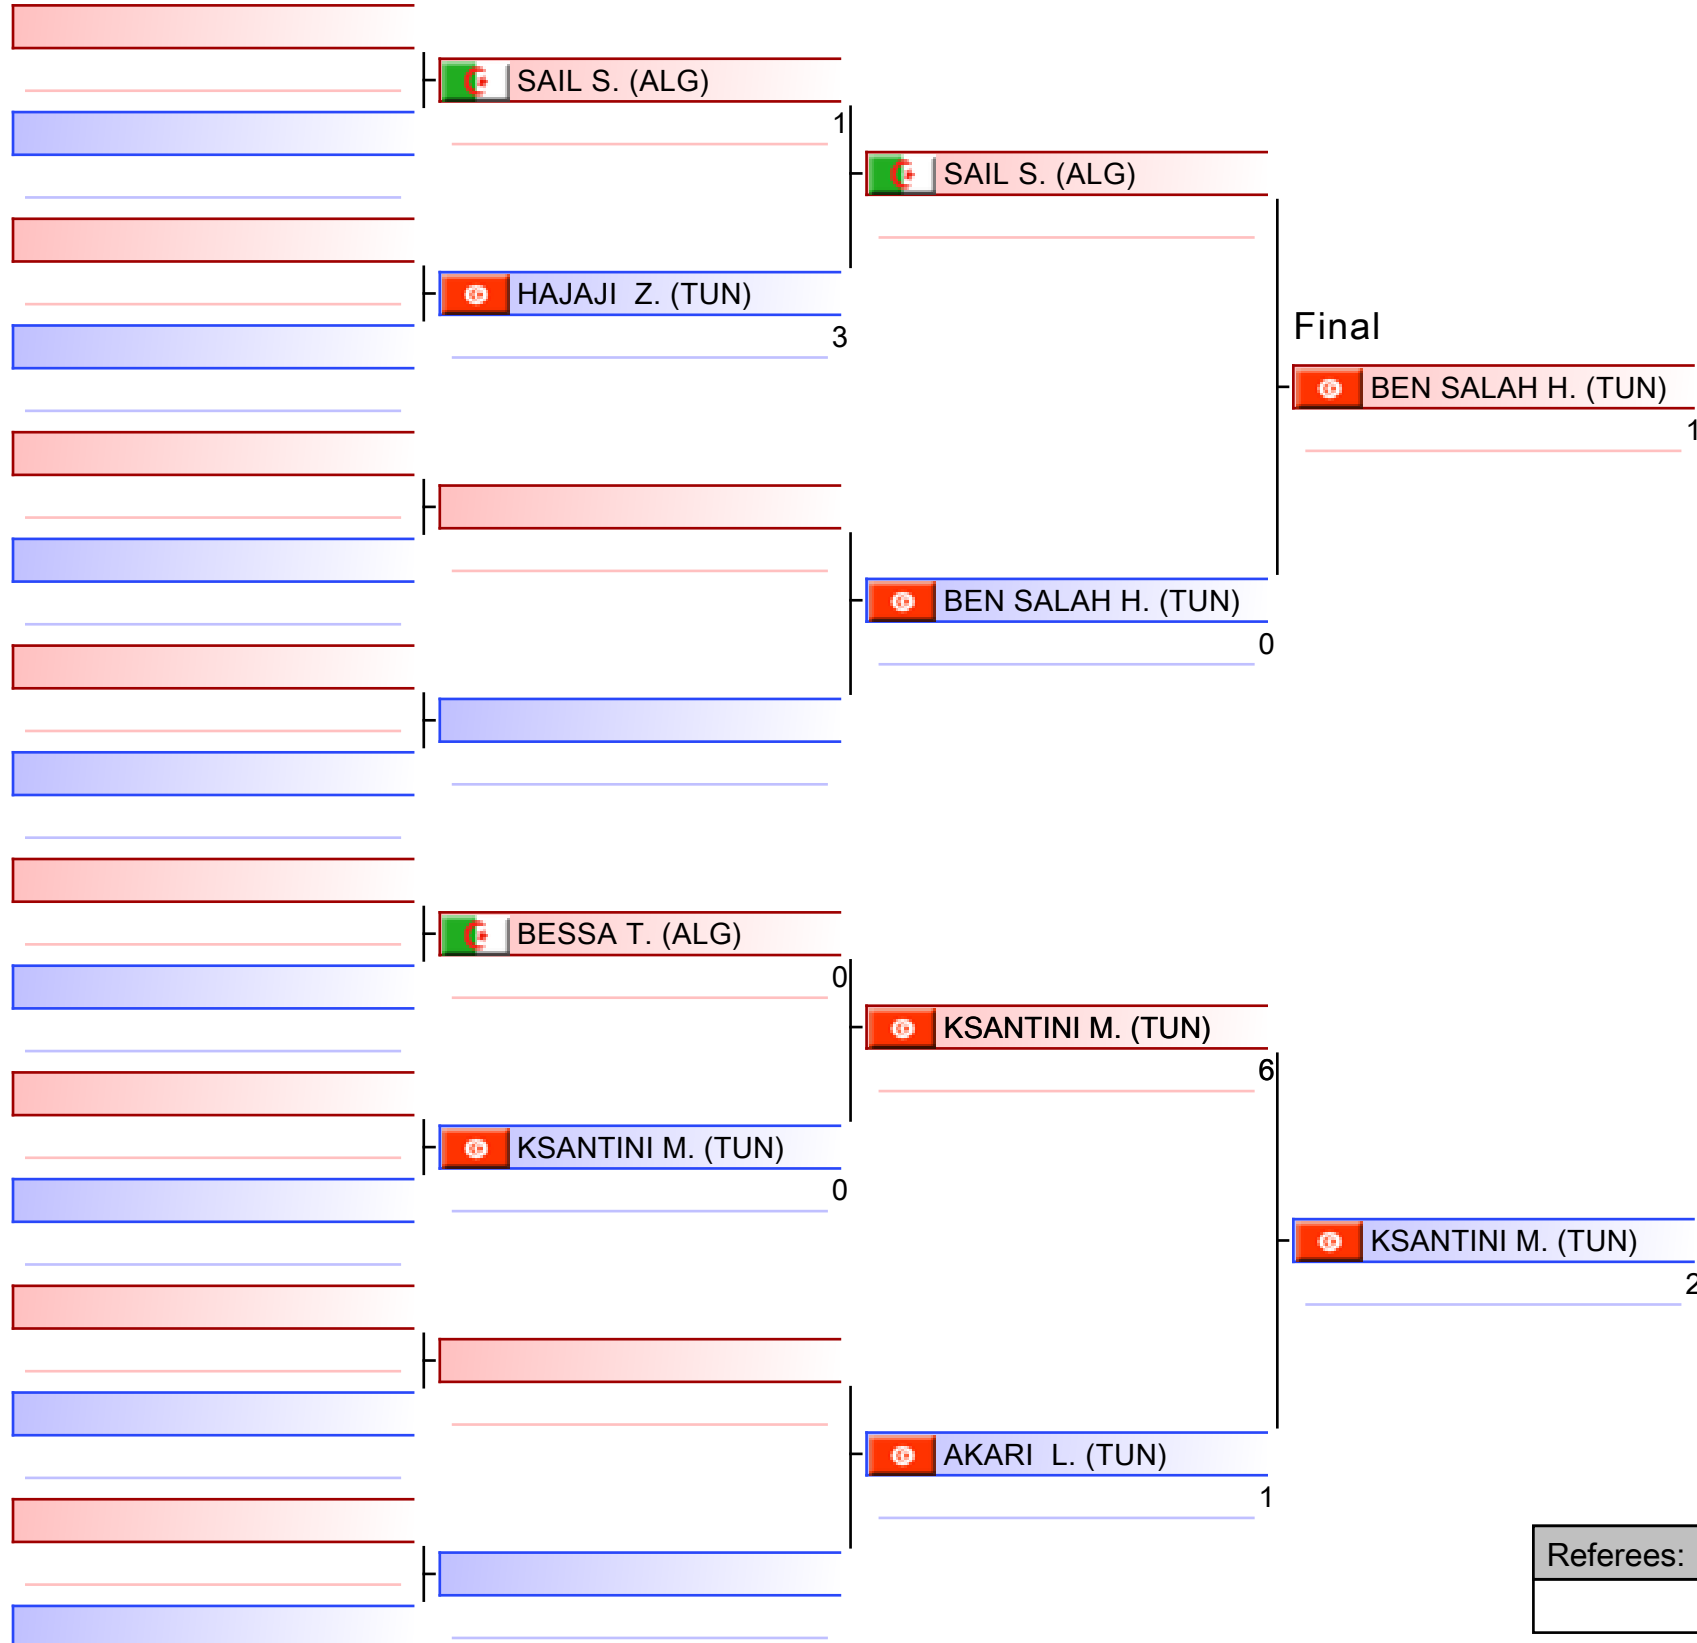 SAIL S. (ALG)
1
SAIL S. (ALG)
HAJAJI  Z. (TUN)
3
Final
BEN SALAH H. (TUN)
1
BEN SALAH H. (TUN)
0
BESSA T. (ALG)
0
KSANTINI M. (TUN)
6
KSANTINI M. (TUN)
0
KSANTINI M. (TUN)
2
AKARI  L. (TUN)
1
Referees: